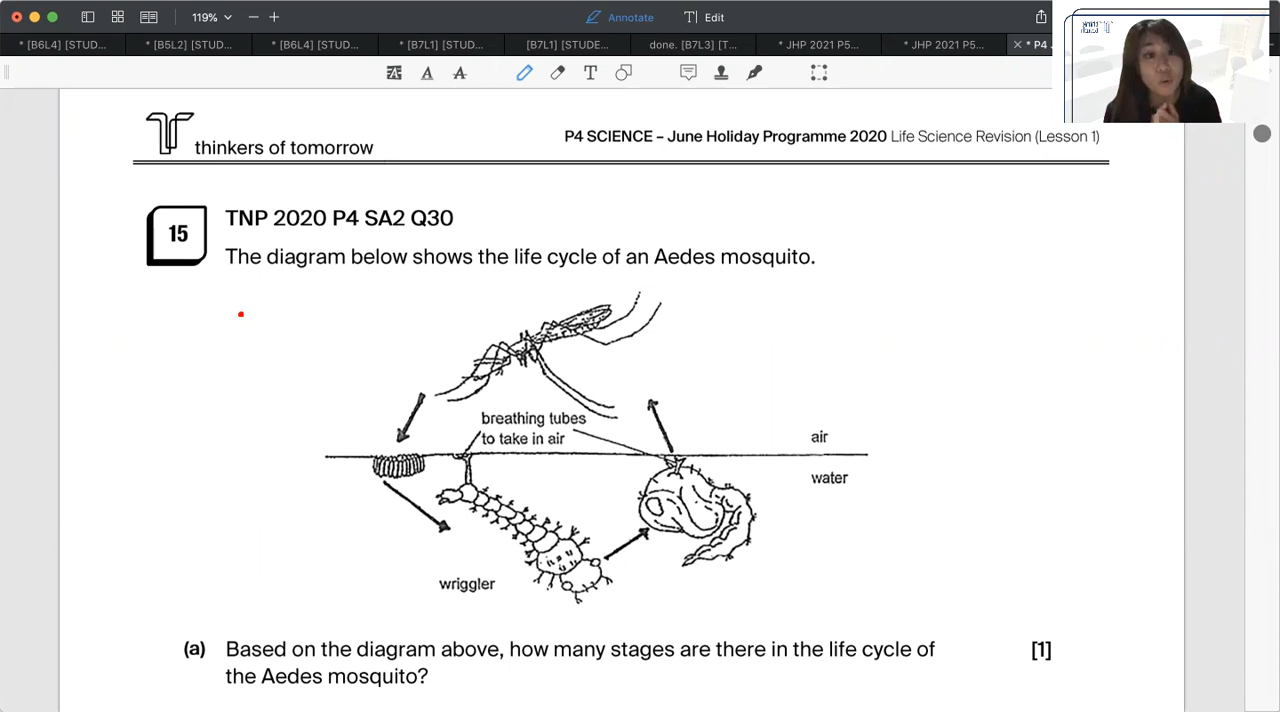 119%
Annotate
Edit
* [B6L4] [STUD...
* [B5L2] [STUD...
* [B6L4] [STUD...
* [B7L1] [STUD...
[B7L1] [STUDE...
done. [B7L3] [T...
* JHP 2021 P5...
* JHP 2021 P5...
* P4
thinkers of tomorrow
P4 SCIENCE – June Holiday Programme 2020 Life Science Revision (Lesson 1)
15
TNP 2020 P4 SA2 Q30
The diagram below shows the life cycle of an Aedes mosquito.
breathing tubes
to take in air
air
water
wriggler
(a) Based on the diagram above, how many stages are there in the life cycle of [1]
the Aedes mosquito?